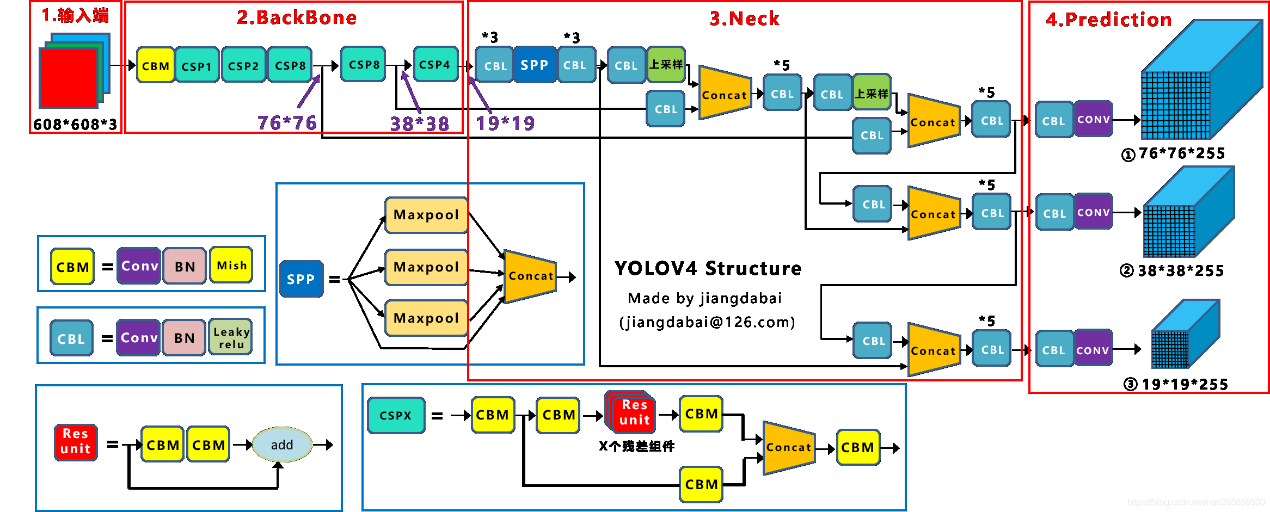 1.输入端
2.BackBone
3.Neck
4.Prediction
608*608*3
CBM
CSP1
CSP2
CSP8
CSP8
CSP4
76*76
38*38
19*19
*3
CBL
SPP
*3
CBL
CBL
上采样
CBL
Concat
*5
CBL
CBL
上采样
CBL
Concat
*5
CBL
CBL
CONV
①76*76*255
CBL
Concat
*5
CBL
CBL
CONV
②38*38*255
CBL
Concat
*5
CBL
CBL
CONV
③19*19*255
YOLOV4 Structure
Made by jiangdabai
(jiangdabai@126.com)
SPP
=
Maxpool
Maxpool
Maxpool
Concat
CBM = Conv BN Mish
CBL = Conv BN Leaky
relu
Res
unit
= CBM CBM add
CSPX = CBM CBM Res
unit
CBM
X个残差组件
CBM
Concat
CBM